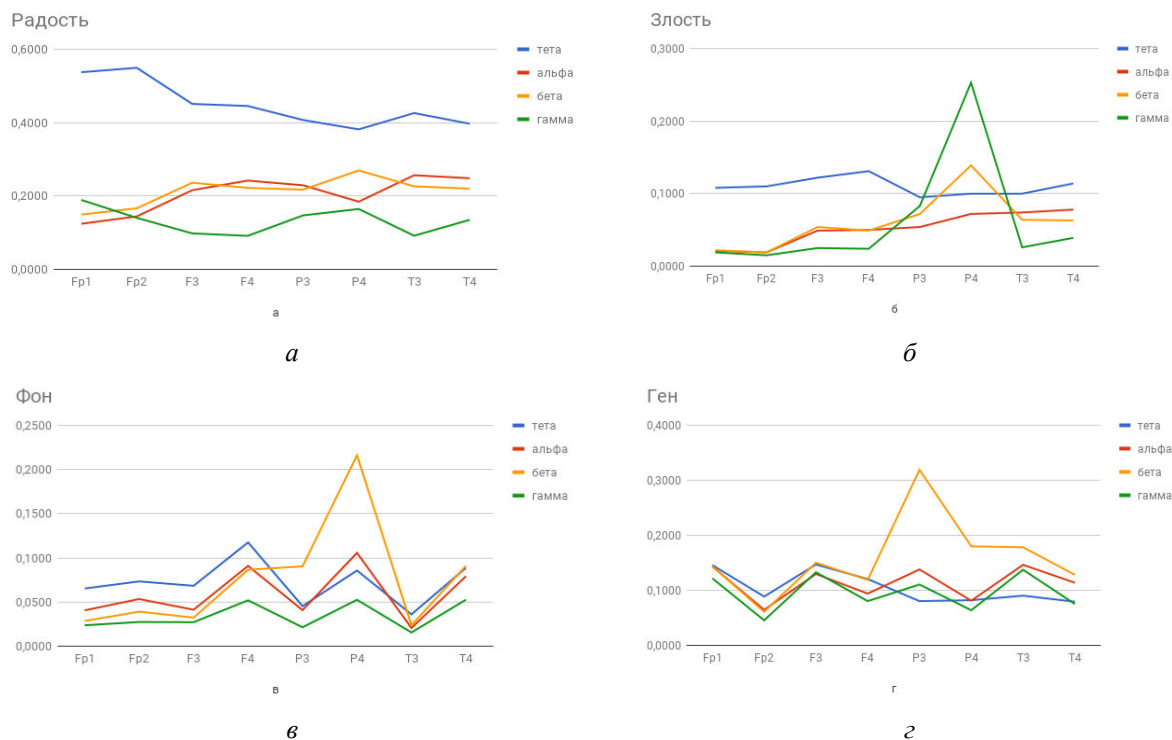 Радость
0,6000
0,4000
0,2000
0,0000
Fp1 Fp2 F3 F4 P3 P4 T3 T4
тета
альфа
бета
гамма
а
а
Злость
0,3000
0,2000
0,1000
0,0000
Fp1 Fp2 F3 F4 P3 P4 T3 T4
тета
альфа
бета
гамма
б
б
Фон
0,2500
0,2000
0,1500
0,1000
0,0500
0,0000
Fp1 Fp2 F3 F4 P3 P4 T3 T4
тета
альфа
бета
гамма
в
в
Ген
0,4000
0,3000
0,2000
0,1000
0,0000
Fp1 Fp2 F3 F4 P3 P4 T3 T4
тета
альфа
бета
гамма
г
г